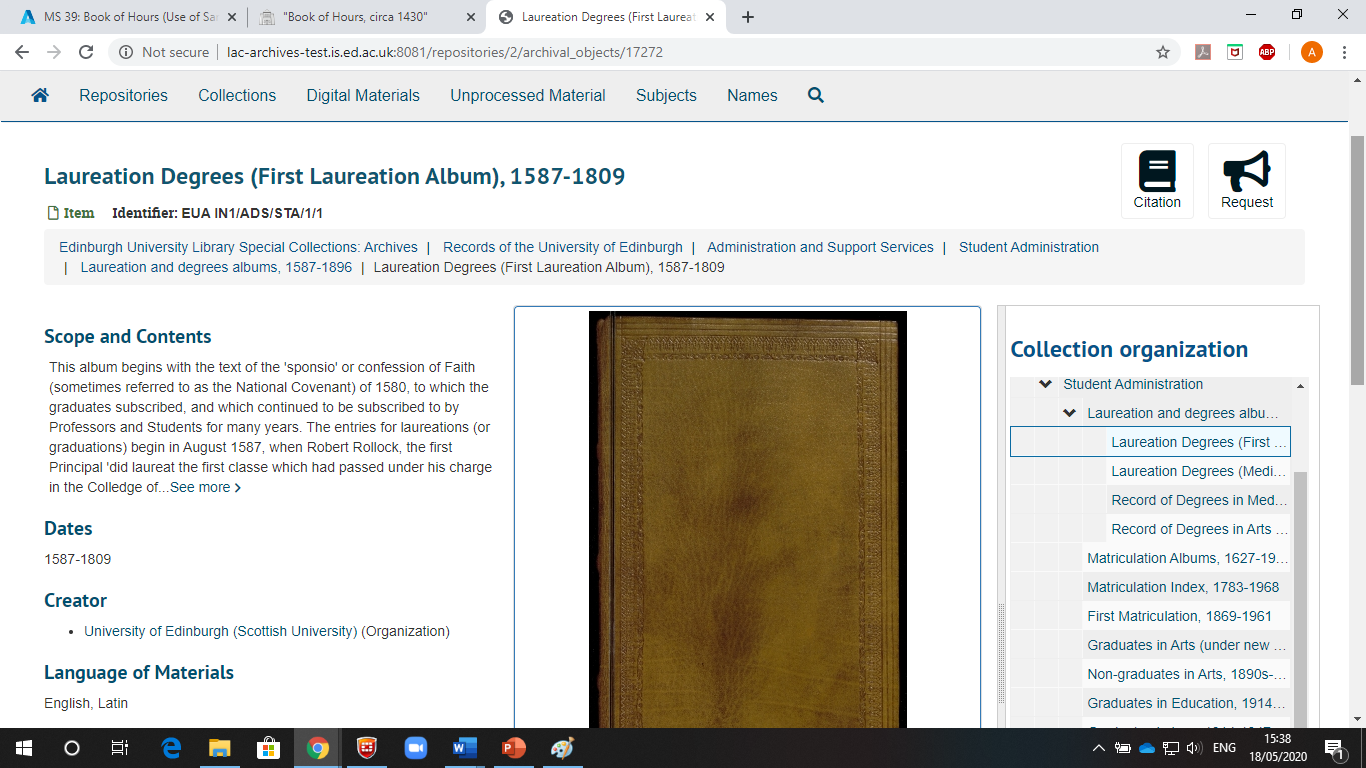 MS 39: Book of Hours (Use of Sar
"Book of Hours, circa 1430"
Laureation Degrees (First Laureat
Not secure | lac-archives-test.is.ed.ac.uk:8081/repositories/2/archival_objects/17272
ABP
A
Repositories Collections Digital Materials Unprocessed Material Subjects Names
Laureation Degrees (First Laureation Album), 1587-1809
Citation
Request
Item Identifier: EUA IN1/ADS/STA/1/1
Edinburgh University Library Special Collections: Archives | Records of the University of Edinburgh | Administration and Support Services | Student Administration
| Laureation and degrees albums, 1587-1896 | Laureation Degrees (First Laureation Album), 1587-1809
Scope and Contents
This album begins with the text of the 'sponsio' or confession of Faith
(sometimes referred to as the National Covenant) of 1580, to which the
graduates subscribed, and which continued to be subscribed to by
Professors and Students for many years. The entries for laureations (or
graduations) begin in August 1587, when Robert Rollock, the first
Principal 'did laureat the first classe which had passed under his charge
in the Colledge of...See more >
Dates
1587-1809
Creator
• University of Edinburgh (Scottish University) (Organization)
Language of Materials
English, Latin
Collection organization
Student Administration
Laureation and degrees albu...
Laureation Degrees (First ...
Laureation Degrees (Medi...
Record of Degrees in Med...
Record of Degrees in Arts ...
Matriculation Albums, 1627-19...
Matriculation Index, 1783-1968
First Matriculation, 1869-1961
Graduates in Arts (under new ...
Non-graduates in Arts, 1890s-...
Graduates in Education, 1914...
ENG
15:38
18/05/2020
1